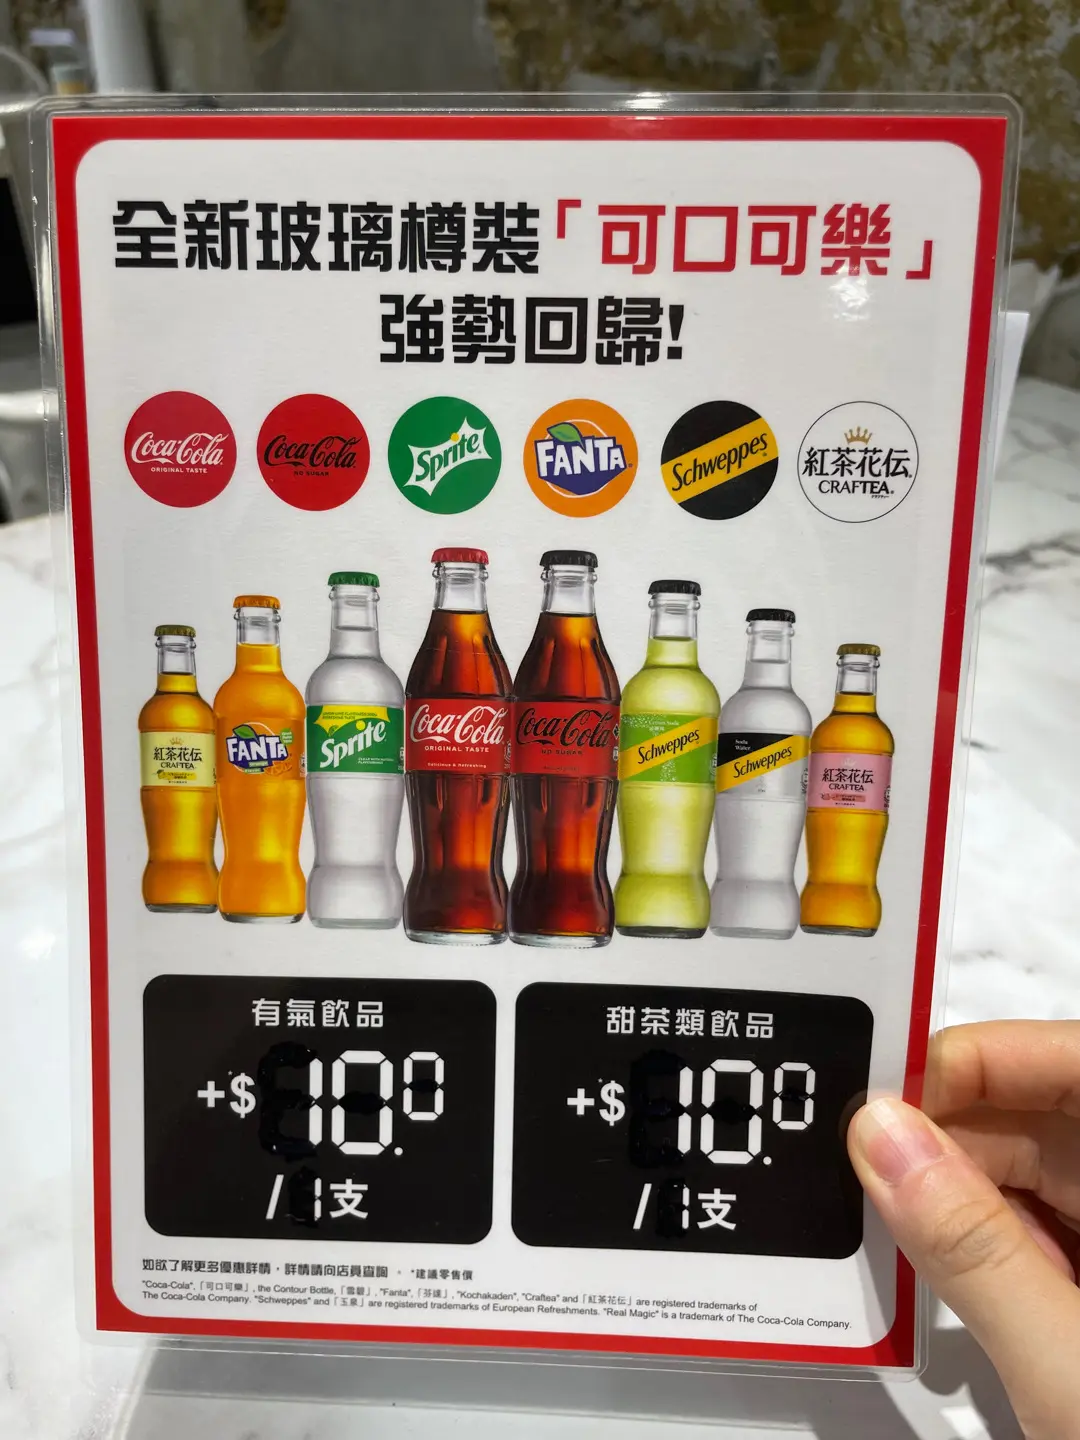 全新玻璃樽裝「可口可樂」
強勢回歸!
Coca-Cola ORIGINAL TASTE
Coca-Cola NO SUGAR
Sprite
FANTA
Schweppes
紅茶花伝 CRAFTEA
紅茶花伝 CRAFTEA
FANTA
Sprite
Coca-Cola ORIGINAL TASTE Delicious & Refreshing
Coca-Cola NO SUGAR
Schweppes
Soda Water Schweppes
紅茶花伝 CRAFTEA
有氣飲品
+$10.0
/1支
甜茶類飲品
+$10.0
/1支
如欲了解更多優惠詳情，詳情請向店員查詢。 *建議零售價
"Coca-Cola",「可口可樂」, the Contour Bottle,「雪碧」, "Fanta",「芬達」, "Kochakaden", "Craftea" and「紅茶花伝」are registered trademarks of
The Coca-Cola Company. "Schweppes" and「玉泉」are registered trademarks of European Refreshments. "Real Magic" is a trademark of The Coca-Cola Company.